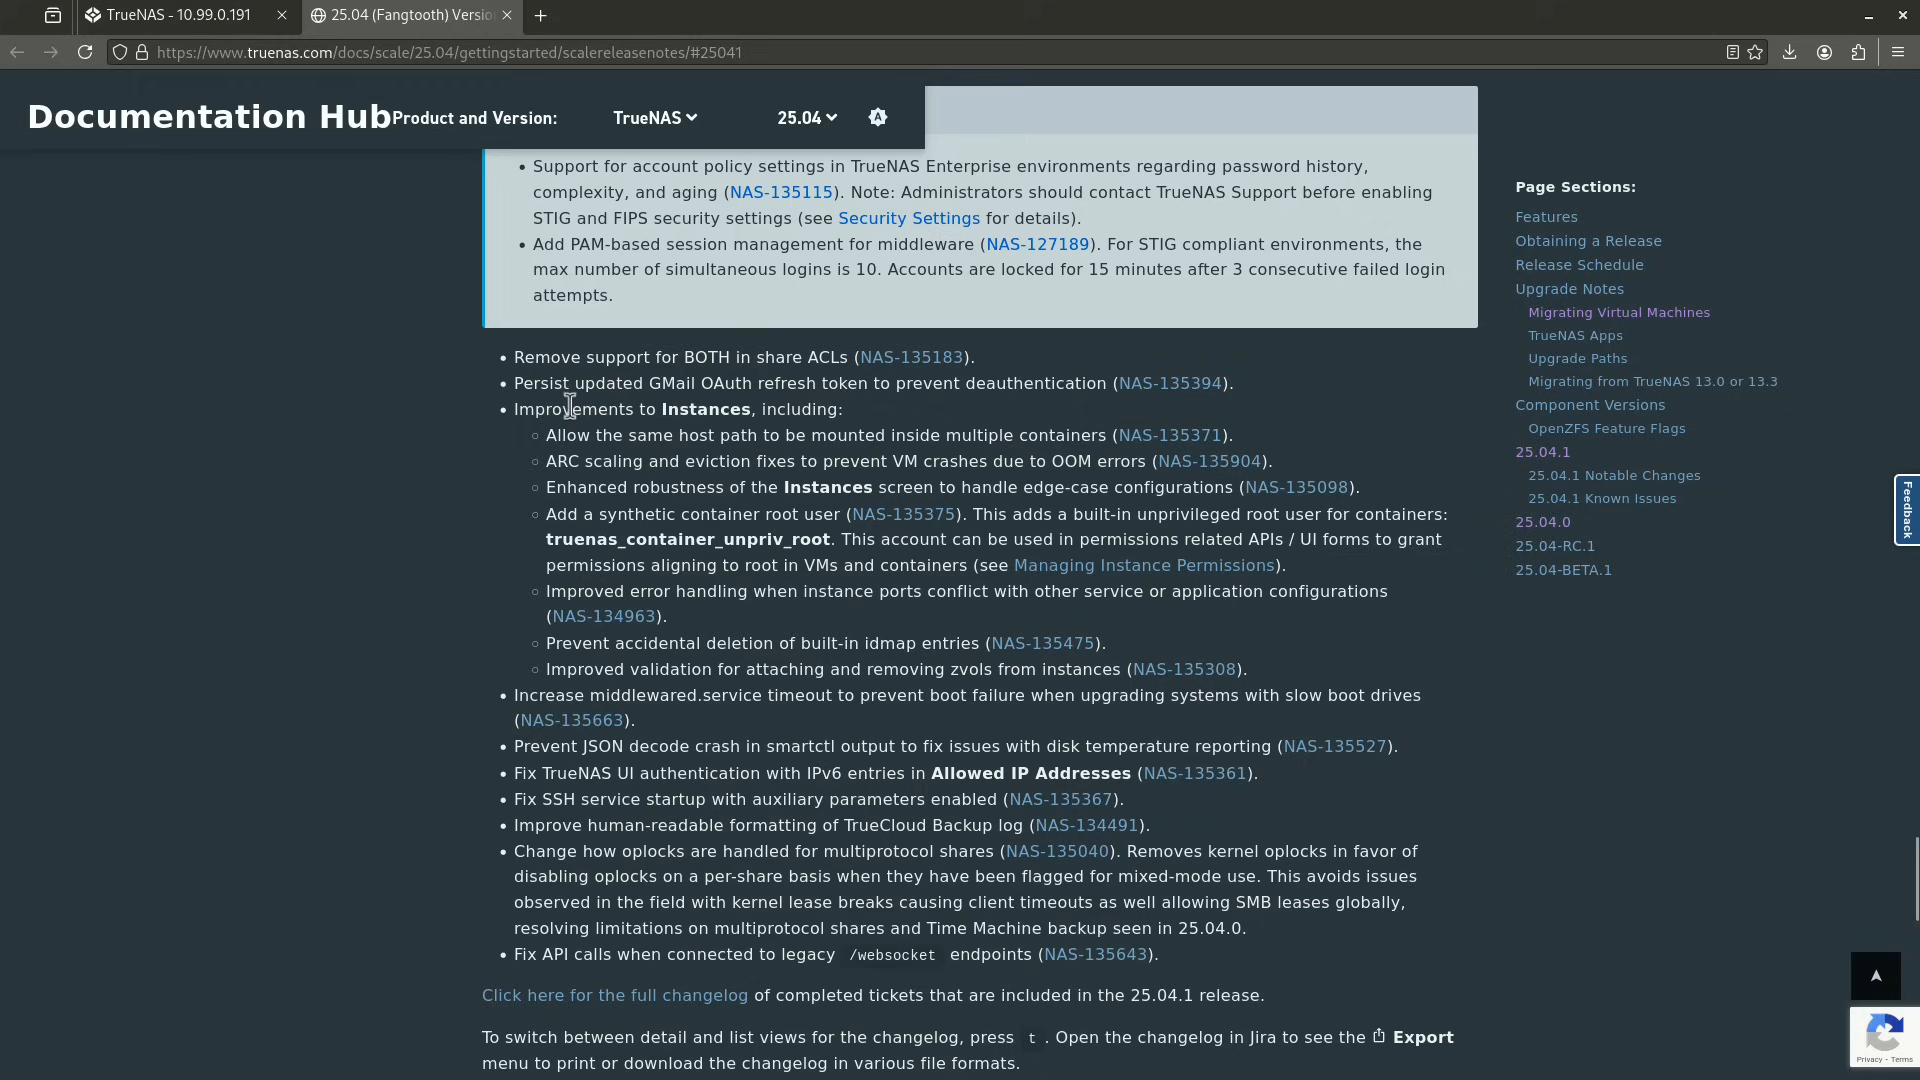 TrueNAS - 10.99.0.191
25.04 (Fangtooth) Versio
https://www.truenas.com/docs/scale/25.04/gettingstarted/scalereleasenotes/#25041
Documentation Hub
Product and Version:
TrueNAS
25.04
• Support for account policy settings in TrueNAS Enterprise environments regarding password history,
complexity, and aging (NAS-135115). Note: Administrators should contact TrueNAS Support before enabling
STIG and FIPS security settings (see Security Settings for details).
• Add PAM-based session management for middleware (NAS-127189). For STIG compliant environments, the
max number of simultaneous logins is 10. Accounts are locked for 15 minutes after 3 consecutive failed login
attempts.
• Remove support for BOTH in share ACLs (NAS-135183).
• Persist updated GMail OAuth refresh token to prevent deauthentication (NAS-135394).
• Improvements to Instances, including:
◦ Allow the same host path to be mounted inside multiple containers (NAS-135371).
◦ ARC scaling and eviction fixes to prevent VM crashes due to OOM errors (NAS-135904).
◦ Enhanced robustness of the Instances screen to handle edge-case configurations (NAS-135098).
◦ Add a synthetic container root user (NAS-135375). This adds a built-in unprivileged root user for containers:
truenas_container_unpriv_root. This account can be used in permissions related APIs / UI forms to grant
permissions aligning to root in VMs and containers (see Managing Instance Permissions).
◦ Improved error handling when instance ports conflict with other service or application configurations
(NAS-134963).
◦ Prevent accidental deletion of built-in idmap entries (NAS-135475).
◦ Improved validation for attaching and removing zvols from instances (NAS-135308).
• Increase middlewared.service timeout to prevent boot failure when upgrading systems with slow boot drives
(NAS-135663).
• Prevent JSON decode crash in smartctl output to fix issues with disk temperature reporting (NAS-135527).
• Fix TrueNAS UI authentication with IPv6 entries in Allowed IP Addresses (NAS-135361).
• Fix SSH service startup with auxiliary parameters enabled (NAS-135367).
• Improve human-readable formatting of TrueCloud Backup log (NAS-134491).
• Change how oplocks are handled for multiprotocol shares (NAS-135040). Removes kernel oplocks in favor of
disabling oplocks on a per-share basis when they have been flagged for mixed-mode use. This avoids issues
observed in the field with kernel lease breaks causing client timeouts as well allowing SMB leases globally,
resolving limitations on multiprotocol shares and Time Machine backup seen in 25.04.0.
• Fix API calls when connected to legacy /websocket endpoints (NAS-135643).
Click here for the full changelog of completed tickets that are included in the 25.04.1 release.
To switch between detail and list views for the changelog, press t . Open the changelog in Jira to see the Export
menu to print or download the changelog in various file formats.
Page Sections:
Features
Obtaining a Release
Release Schedule
Upgrade Notes
Migrating Virtual Machines
TrueNAS Apps
Upgrade Paths
Migrating from TrueNAS 13.0 or 13.3
Component Versions
OpenZFS Feature Flags
25.04.1
25.04.1 Notable Changes
25.04.1 Known Issues
25.04.0
25.04-RC.1
25.04-BETA.1
Feedback
Privacy - Terms